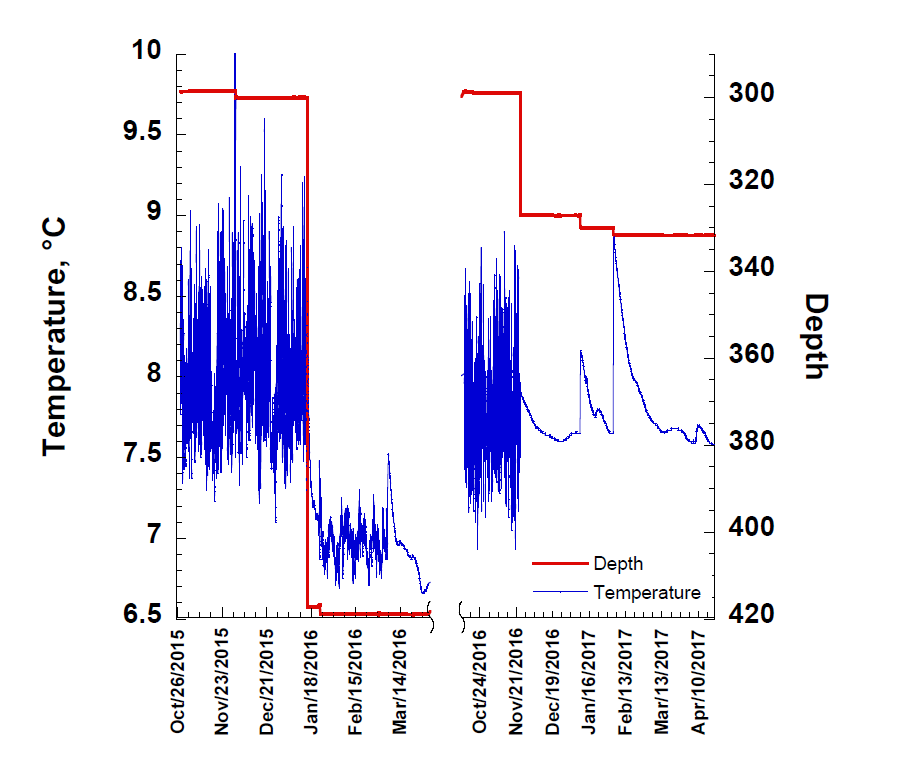 Temperature, °C
10
9.5
9
8.5
8
7.5
7
6.5
300
320
340
360
380
400
420
Depth
Depth
Temperature
Oct/26/2015
Nov/23/2015
Dec/21/2015
Jan/18/2016
Feb/15/2016
Mar/14/2016
Oct/24/2016
Nov/21/2016
Dec/19/2016
Jan/16/2017
Feb/13/2017
Mar/13/2017
Apr/10/2017